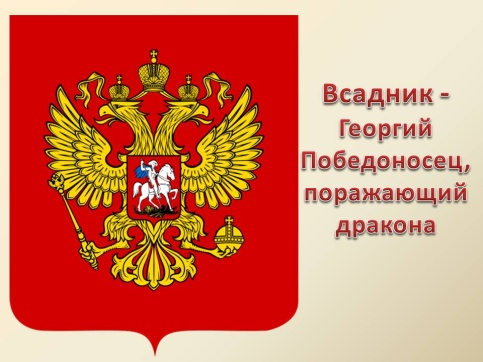 Всадник -
Георгий
Победоносец,
поражающий
дракона